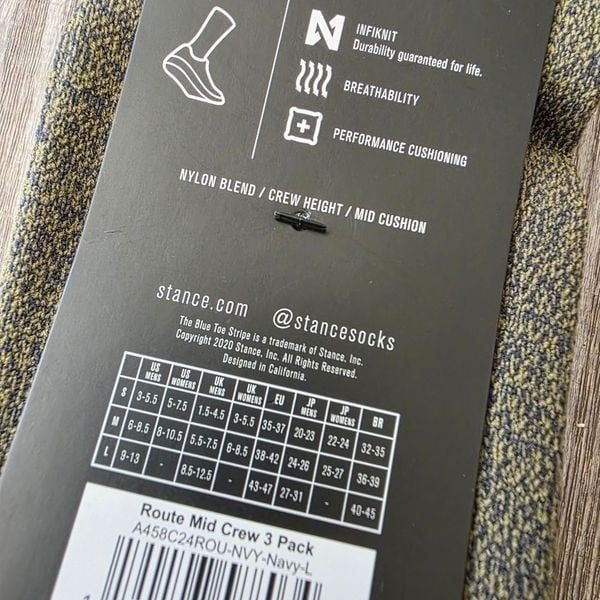 N1
INFIKNIT
Durability guaranteed for life.
BREATHABILITY
PERFORMANCE CUSHIONING
NYLON BLEND / CREW HEIGHT / MID CUSHION
stance.com @stancesocks
The Blue Toe Stripe is a trademark of Stance, Inc.
Copyright 2020 Stance, Inc. All Rights Reserved.
Designed in California.
US MENS US WOMENS UK MENS UK WOMENS EU JP MENS JP WOMENS BR
S 3-5.5 5-7.5 1.5-4.5 3-5.5 35-37 20-23 22-24 32-35
M 6-8.5 8-10.5 5.5-7.5 6-8.5 38-42 24-26 25-27 36-39
L 9-13 - 8.5-12.5 - 43-47 27-31 - 40-45
Route Mid Crew 3 Pack
A458C24ROU-NVY-Navy-L